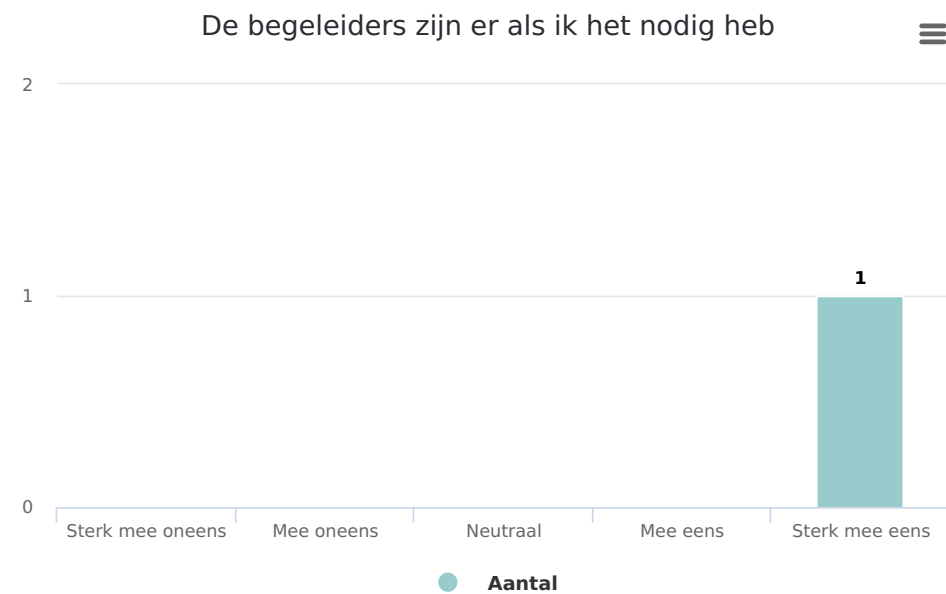 De begeleiders zijn er als ik het nodig heb
2
1
1
0
Sterk mee oneens Mee oneens Neutraal Mee eens Sterk mee eens
Aantal